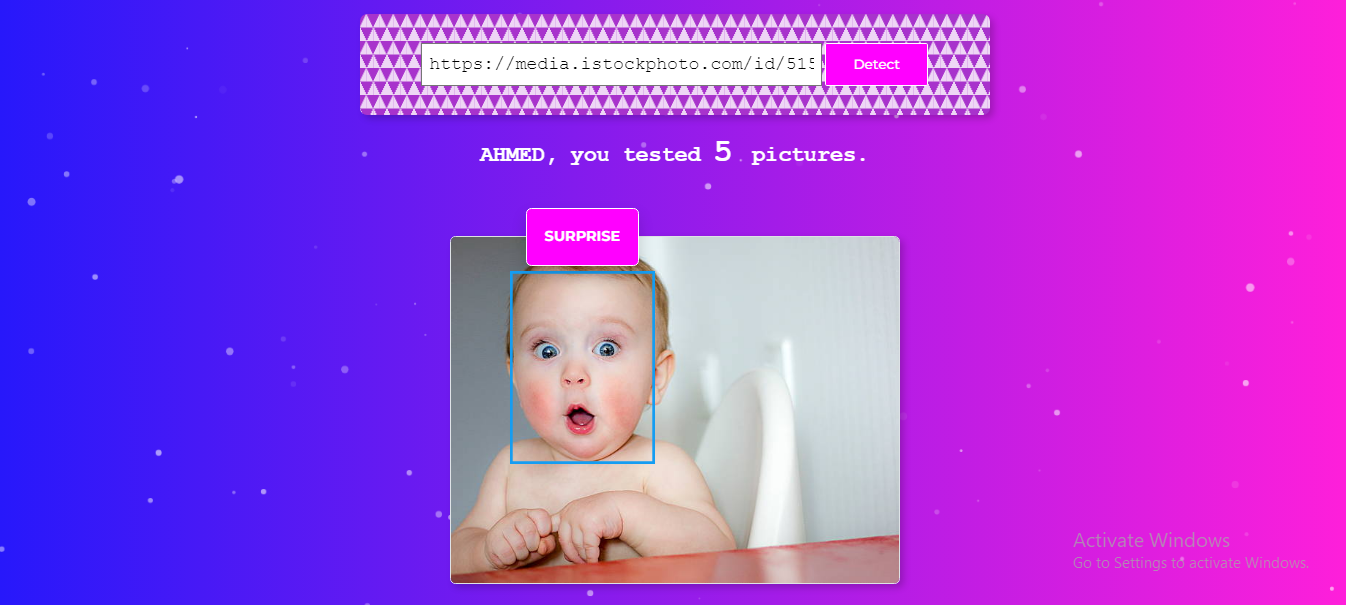 https://media.istockphoto.com/id/515
Detect
AHMED, you tested 5 pictures.
SURPRISE
Activate Windows
Go to Settings to activate Windows.